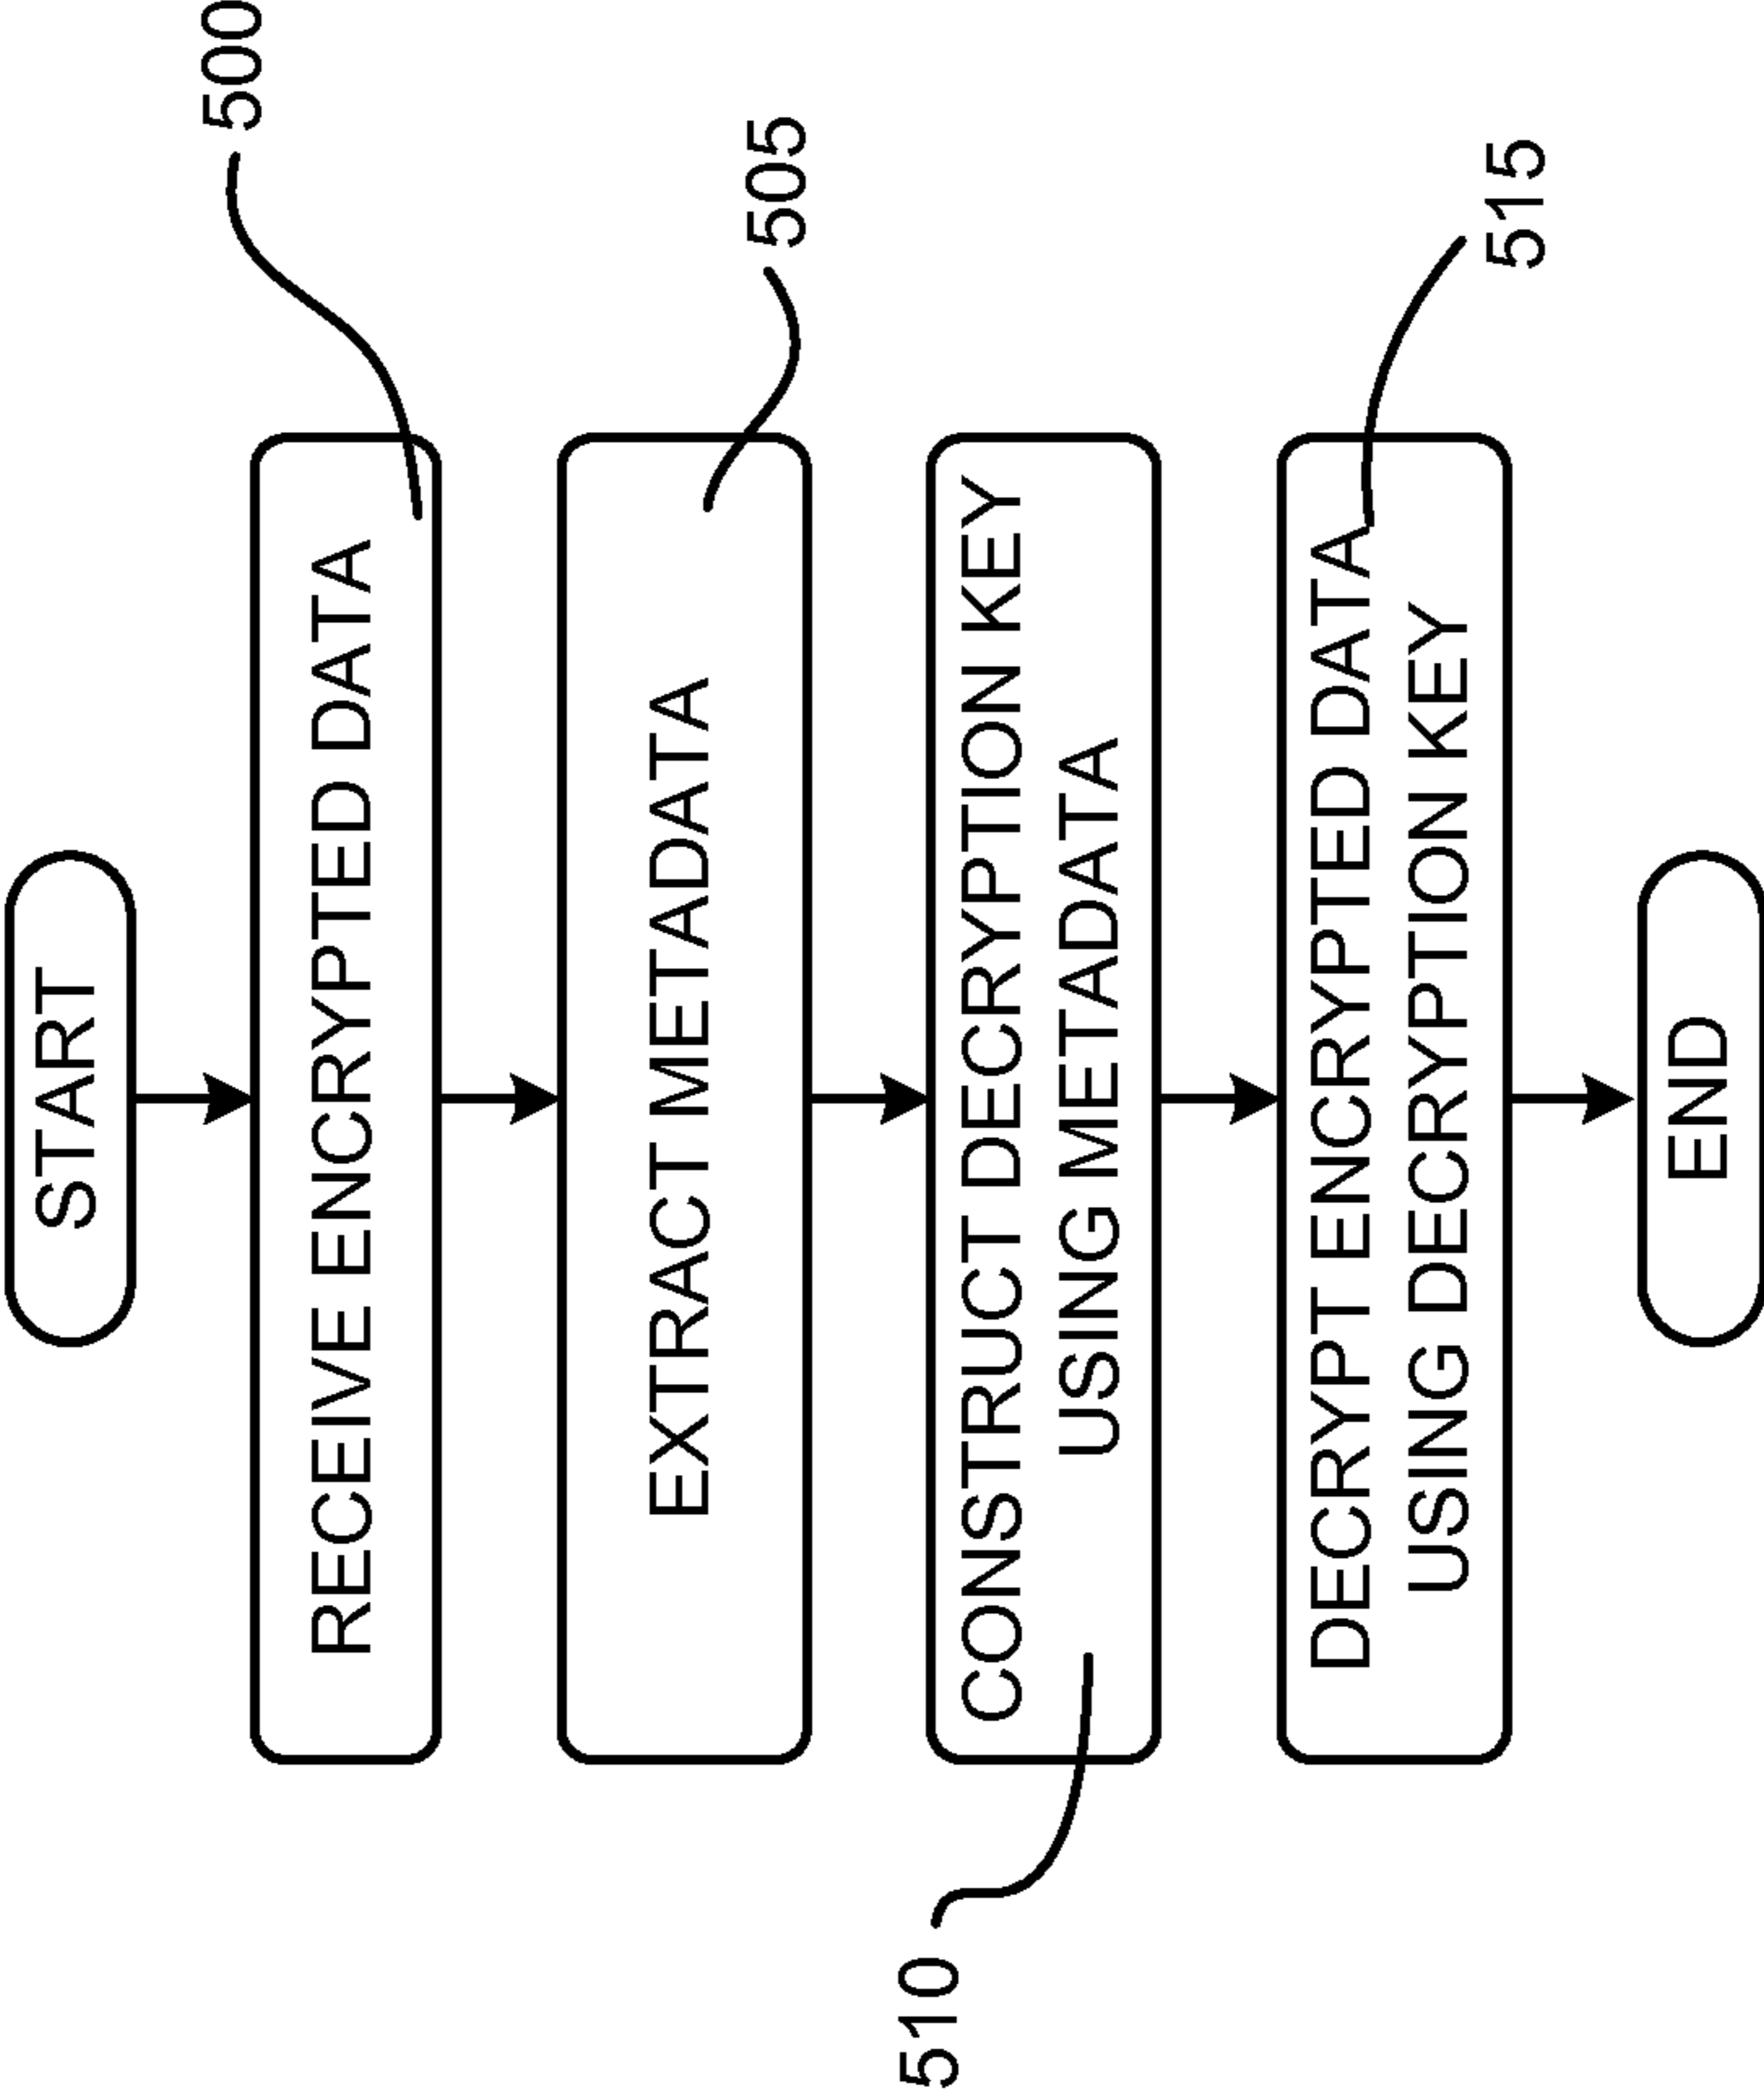 START
500
RECEIVE ENCRYPTED DATA
505
EXTRACT METADATA
510
CONSTRUCT DECRYPTION KEY
USING METADATA
515
DECRYPT ENCRYPTED DATA
USING DECRYPTION KEY
END